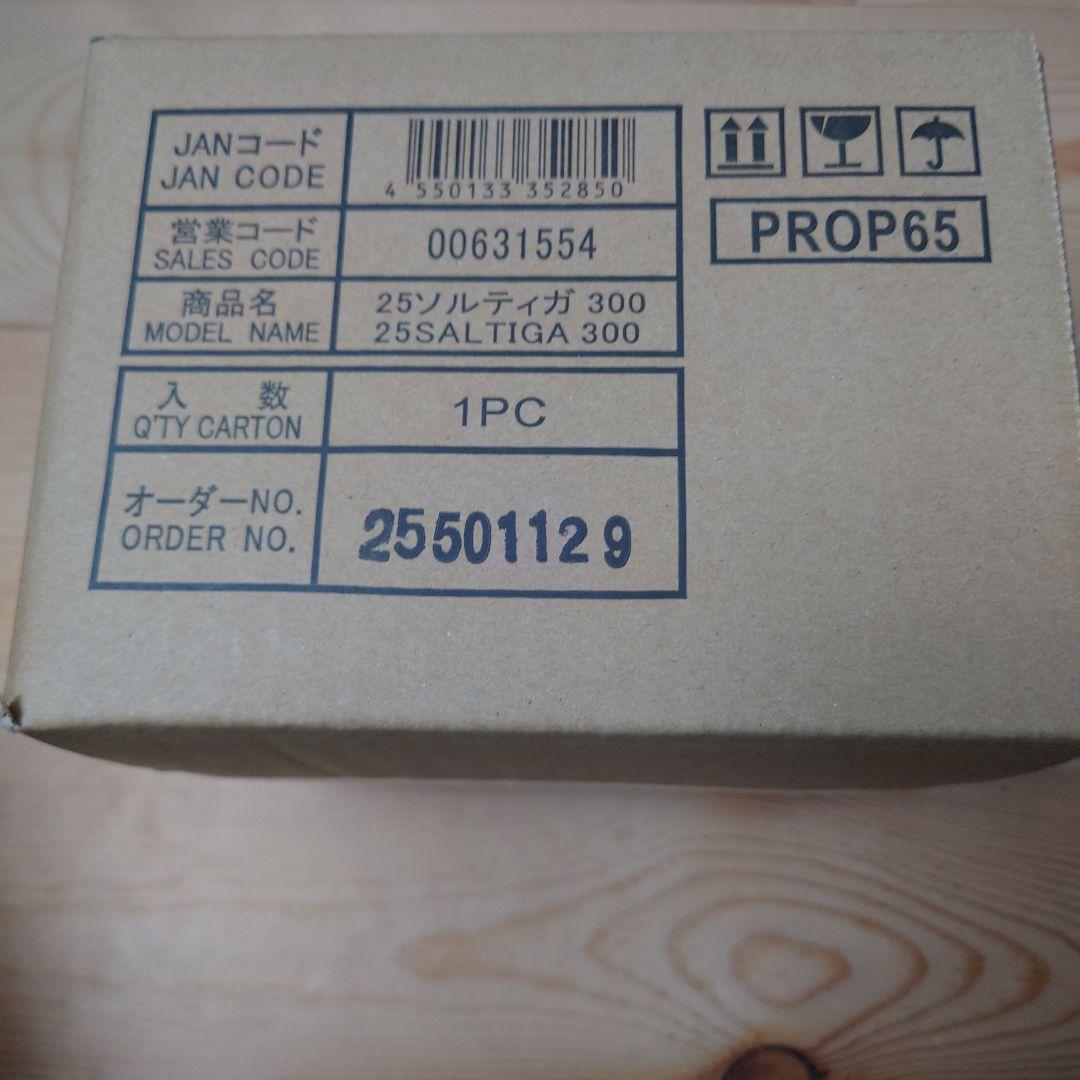 JANコード
JAN CODE
4 550133 352850
営業コード
SALES CODE
00631554
商品名
MODEL NAME
25ソルティガ 300
25SALTIGA 300
入 数
Q'TY CARTON
1PC
オーダーNO.
ORDER NO.
25501129
PROP65